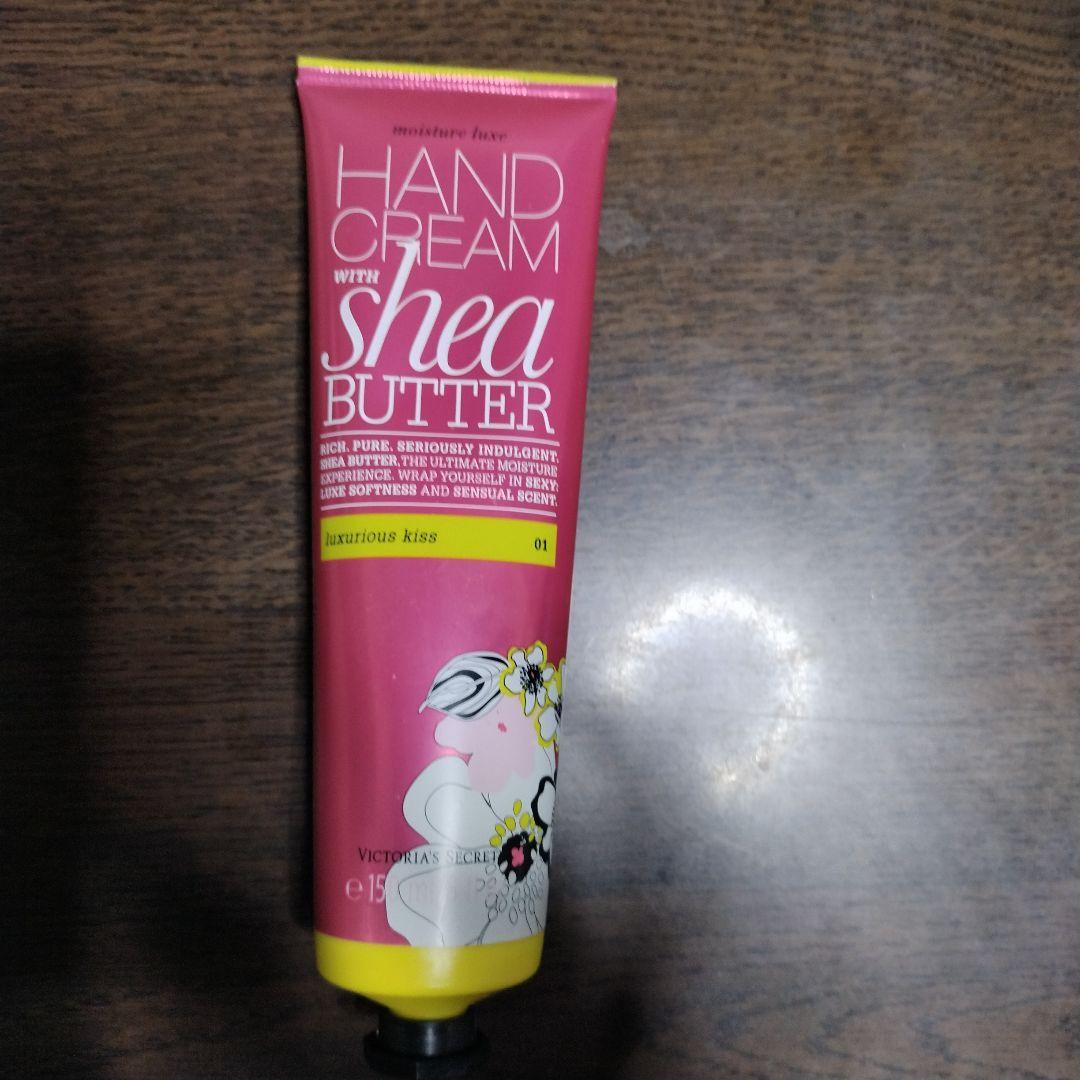 moisture luxe
HAND
CREAM
WITH
shea
BUTTER
RICH. PURE. SERIOUSLY INDULGENT.
SHEA BUTTER, THE ULTIMATE MOISTURE
EXPERIENCE. WRAP YOURSELF IN SEXY:
LUXE SOFTNESS AND SENSUAL SCENT.
luxurious kiss 01
VICTORIA'S SECRET